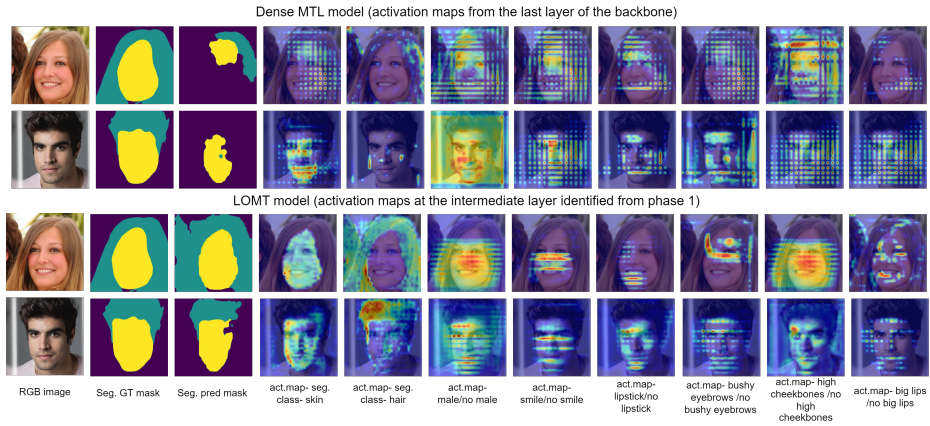 Dense MTL model (activation maps from the last layer of the backbone)
LOMT model (activation maps at the intermediate layer identified from phase 1)
RGB image
Seg. GT mask
Seg. pred mask
act.map- seg.
class- skin
act.map- seg.
class- hair
act.map-
male/no male
act.map-
smile/no smile
act.map-
lipstick/no
lipstick
act.map- bushy
eyebrows /no
bushy eyebrows
act.map- high
cheekbones /no
high
cheekbones
act.map- big lips
/no big lips